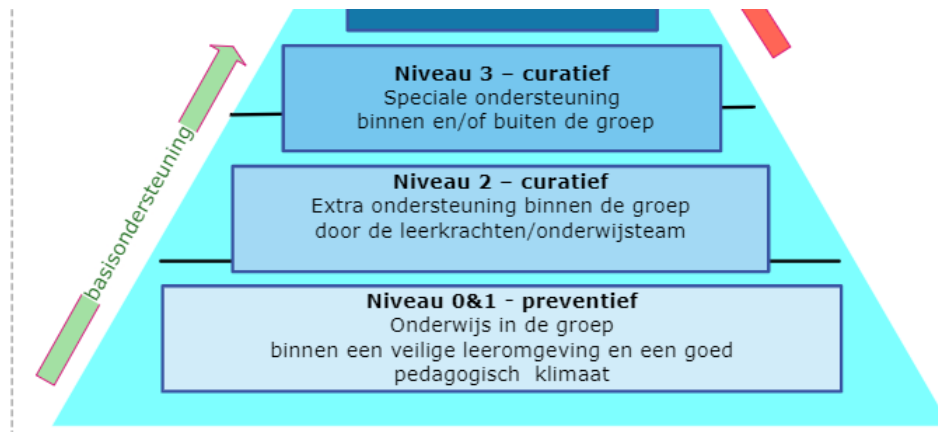 Niveau 3 – curatief
Speciale ondersteuning
binnen en/of buiten de groep
basisondersteuning
Niveau 2 – curatief
Extra ondersteuning binnen de groep
door de leerkrachten/onderwijsteam
Niveau 0&1 - preventief
Onderwijs in de groep
binnen een veilige leeromgeving en een goed
pedagogisch klimaat